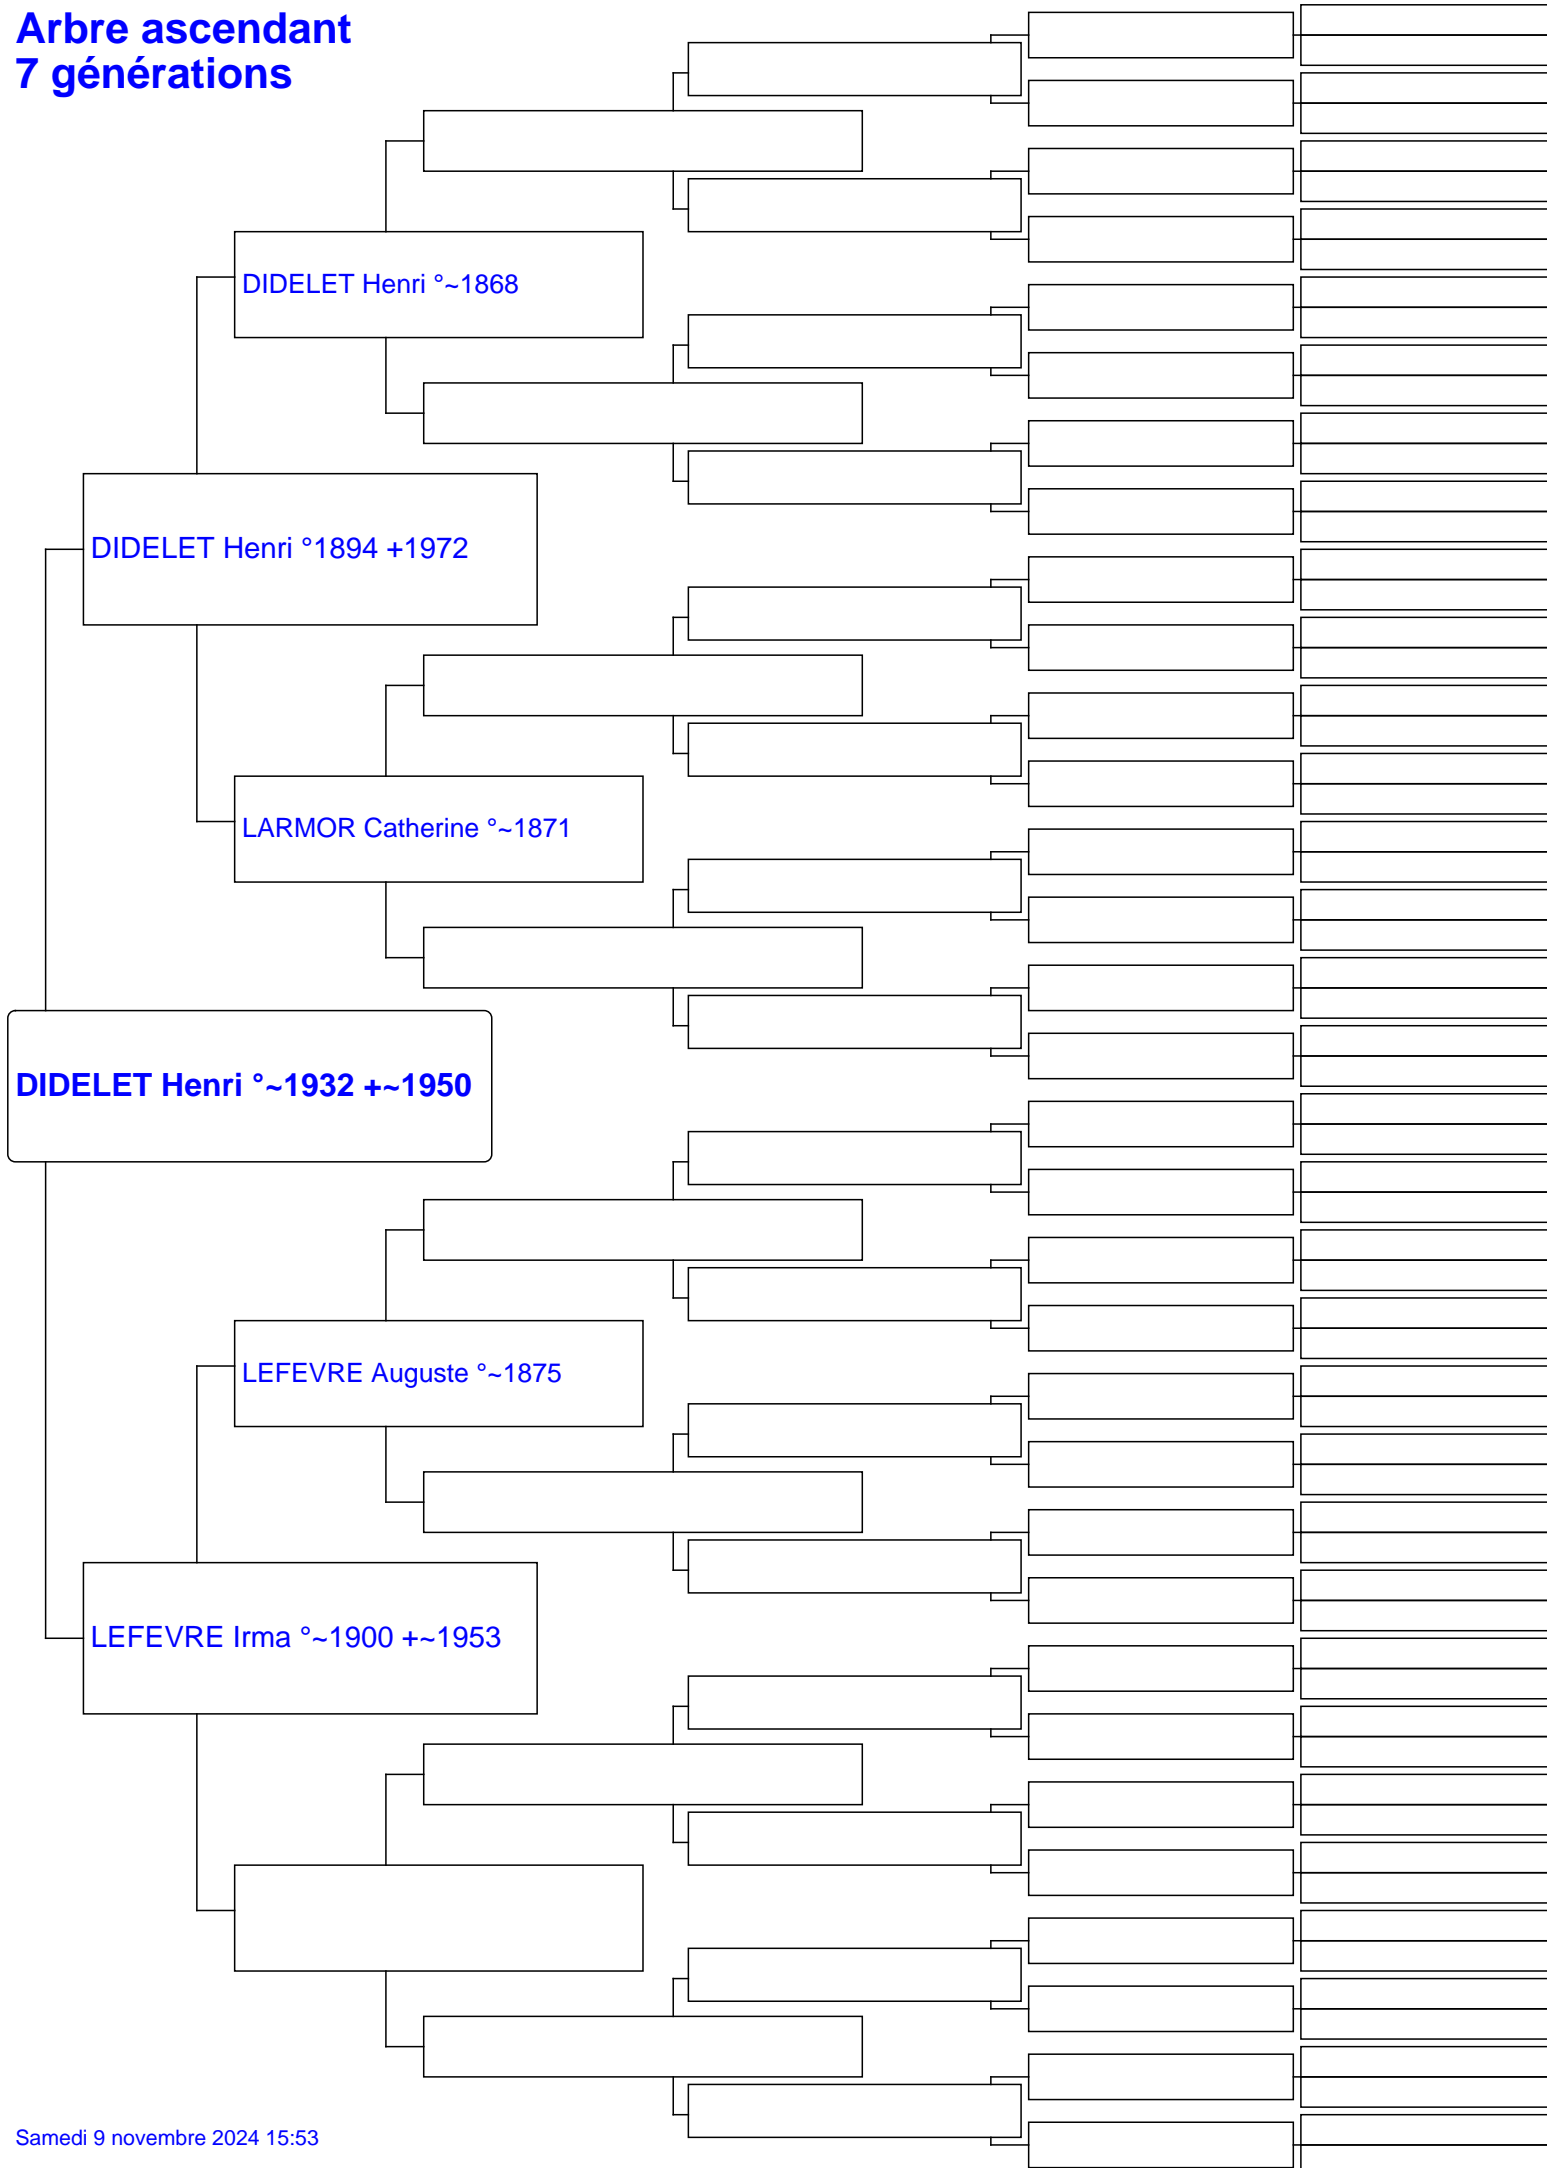 Arbre ascendant
7 générations
DIDELET Henri °~1868
DIDELET Henri °1894 +1972
LARMOR Catherine °~1871
DIDELET Henri °~1932 +~1950
LEFEVRE Auguste °~1875
LEFEVRE Irma °~1900 +~1953
Samedi 9 novembre 2024 15:53